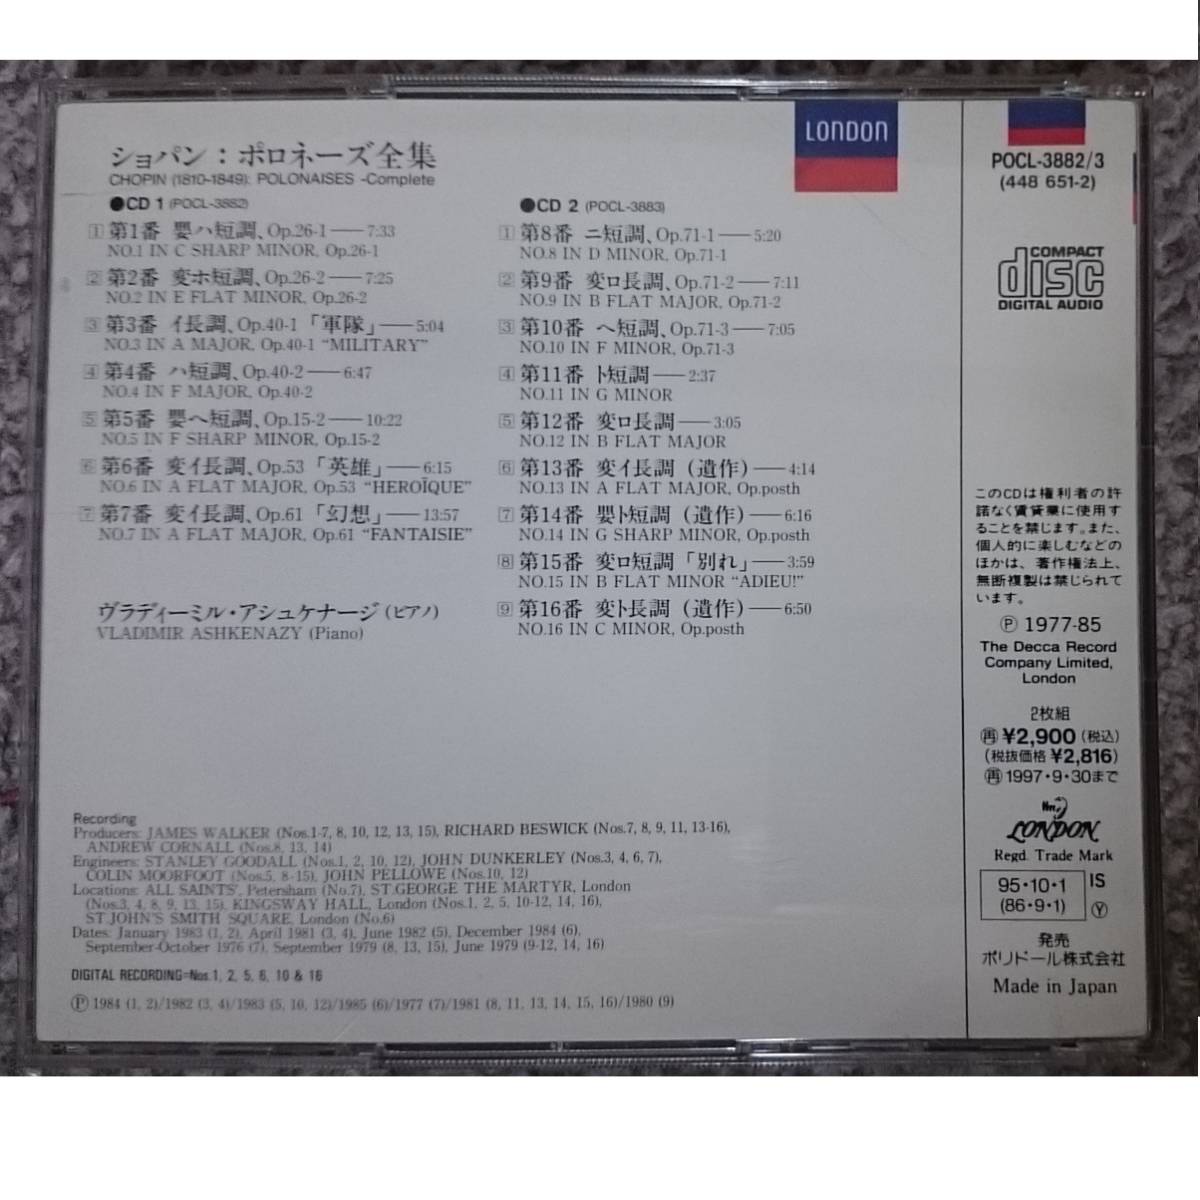 ショパン：ポロネーズ全集
CHOPIN (1810-1849): POLONAISES -Complete
●CD 1 (POCL-3882)
1 第1番 嬰ハ短調、Op.26-1——7:33
NO.1 IN C SHARP MINOR, Op.26-1
2 第2番 変ホ短調、Op.26-2——7:25
NO.2 IN E FLAT MINOR, Op.26-2
3 第3番 イ長調、Op.40-1「軍隊」——5:04
NO.3 IN A MAJOR, Op.40-1 “MILITARY”
4 第4番 ハ短調、Op.40-2——6:47
NO.4 IN F MAJOR, Op.40-2
5 第5番 嬰ヘ短調、Op.15-2——10:22
NO.5 IN F SHARP MINOR, Op.15-2
6 第6番 変イ長調、Op.53「英雄」——6:15
NO.6 IN A FLAT MAJOR, Op.53 “HEROÏQUE”
7 第7番 変イ長調、Op.61「幻想」——13:57
NO.7 IN A FLAT MAJOR, Op.61 “FANTAISIE”
ヴラディーミル・アシュケナージ(ピアノ)
VLADIMIR ASHKENAZY (Piano)
●CD 2 (POCL-3883)
1 第8番 ニ短調、Op.71-1——5:20
NO.8 IN D MINOR, Op.71-1
2 第9番 変ロ長調、Op.71-2——7:11
NO.9 IN B FLAT MAJOR, Op.71-2
3 第10番 ヘ短調、Op.71-3——7:05
NO.10 IN F MINOR, Op.71-3
4 第11番 ト短調——2:37
NO.11 IN G MINOR
5 第12番 変ロ長調——3:05
NO.12 IN B FLAT MAJOR
6 第13番 変イ長調（遺作）——4:14
NO.13 IN A FLAT MAJOR, Op.posth
7 第14番 嬰ト短調（遺作）——6:16
NO.14 IN G SHARP MINOR, Op.posth
8 第15番 変ロ短調「別れ」——3:59
NO.15 IN B FLAT MINOR “ADIEU!”
9 第16番 変ト長調（遺作）——6:50
NO.16 IN C MINOR, Op.posth
Recording
Producers: JAMES WALKER (Nos.1-7, 8, 10, 12, 13, 15), RICHARD BESWICK (Nos.7, 8, 9, 11, 13-16),
ANDREW CORNALL (Nos.8, 13, 14)
Engineers: STANLEY GOODALL (Nos.1, 2, 10, 12), JOHN DUNKERLEY (Nos.3, 4, 6, 7),
COLIN MOORFOOT (Nos.5, 8-15), JOHN PELLOWE (Nos.10, 12)
Locations: ALL SAINTS', Petersham (No.7), ST.GEORGE THE MARTYR, London
(Nos.3, 4, 8, 9, 13, 15), KINGSWAY HALL, London (Nos.1, 2, 5, 10-12, 14, 16),
ST.JOHN'S SMITH SQUARE, London (No.6)
Dates: January 1983 (1, 2), April 1981 (3, 4), June 1982 (5), December 1984 (6),
September-October 1976 (7), September 1979 (8, 13, 15), June 1979 (9-12, 14, 16)
DIGITAL RECORDING=Nos.1, 2, 5, 6, 10 & 16
Ⓟ 1984 (1, 2)/1982 (3, 4)/1983 (5, 10, 12)/1985 (6)/1977 (7)/1981 (8, 11, 13, 14, 15, 16)/1980 (9)
LONDON
POCL-3882/3
(448 651-2)
COMPACT
disc
DIGITAL AUDIO
このCDは権利者の許
諾なく賃貸業に使用す
ることを禁じます。また、
個人的に楽しむなどの
ほかは、著作権法上、
無断複製は禁じられて
います。
Ⓟ 1977-85
The Decca Record
Company Limited,
London
2枚組
㊢¥2,900(税込)
(税抜価格 ¥2,816)
㊢1997・9・30まで
LONDON
Regd. Trade Mark
95・10・1
(86・9・1)
IS
Ⓨ
発売
ポリドール株式会社
Made in Japan